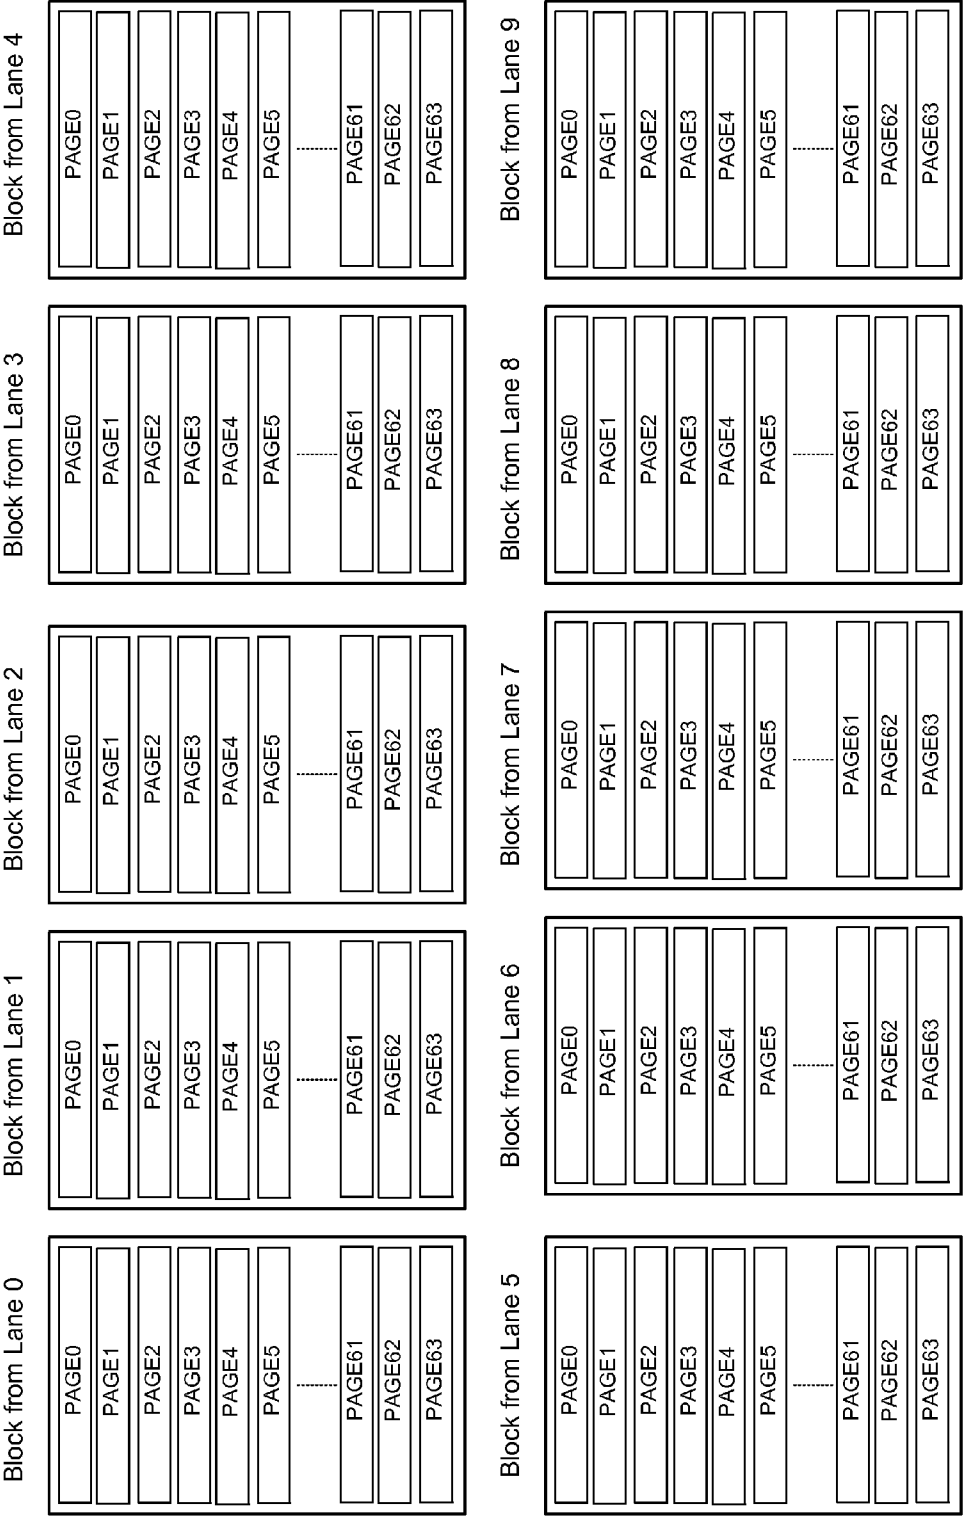 Block from Lane 0
PAGE0
PAGE1
PAGE2
PAGE3
PAGE4
PAGE5
PAGE61
PAGE62
PAGE63
Block from Lane 1
PAGE0
PAGE1
PAGE2
PAGE3
PAGE4
PAGE5
PAGE61
PAGE62
PAGE63
Block from Lane 2
PAGE0
PAGE1
PAGE2
PAGE3
PAGE4
PAGE5
PAGE61
PAGE62
PAGE63
Block from Lane 3
PAGE0
PAGE1
PAGE2
PAGE3
PAGE4
PAGE5
PAGE61
PAGE62
PAGE63
Block from Lane 4
PAGE0
PAGE1
PAGE2
PAGE3
PAGE4
PAGE5
PAGE61
PAGE62
PAGE63
Block from Lane 5
PAGE0
PAGE1
PAGE2
PAGE3
PAGE4
PAGE5
PAGE61
PAGE62
PAGE63
Block from Lane 6
PAGE0
PAGE1
PAGE2
PAGE3
PAGE4
PAGE5
PAGE61
PAGE62
PAGE63
Block from Lane 7
PAGE0
PAGE1
PAGE2
PAGE3
PAGE4
PAGE5
PAGE61
PAGE62
PAGE63
Block from Lane 8
PAGE0
PAGE1
PAGE2
PAGE3
PAGE4
PAGE5
PAGE61
PAGE62
PAGE63
Block from Lane 9
PAGE0
PAGE1
PAGE2
PAGE3
PAGE4
PAGE5
PAGE61
PAGE62
PAGE63